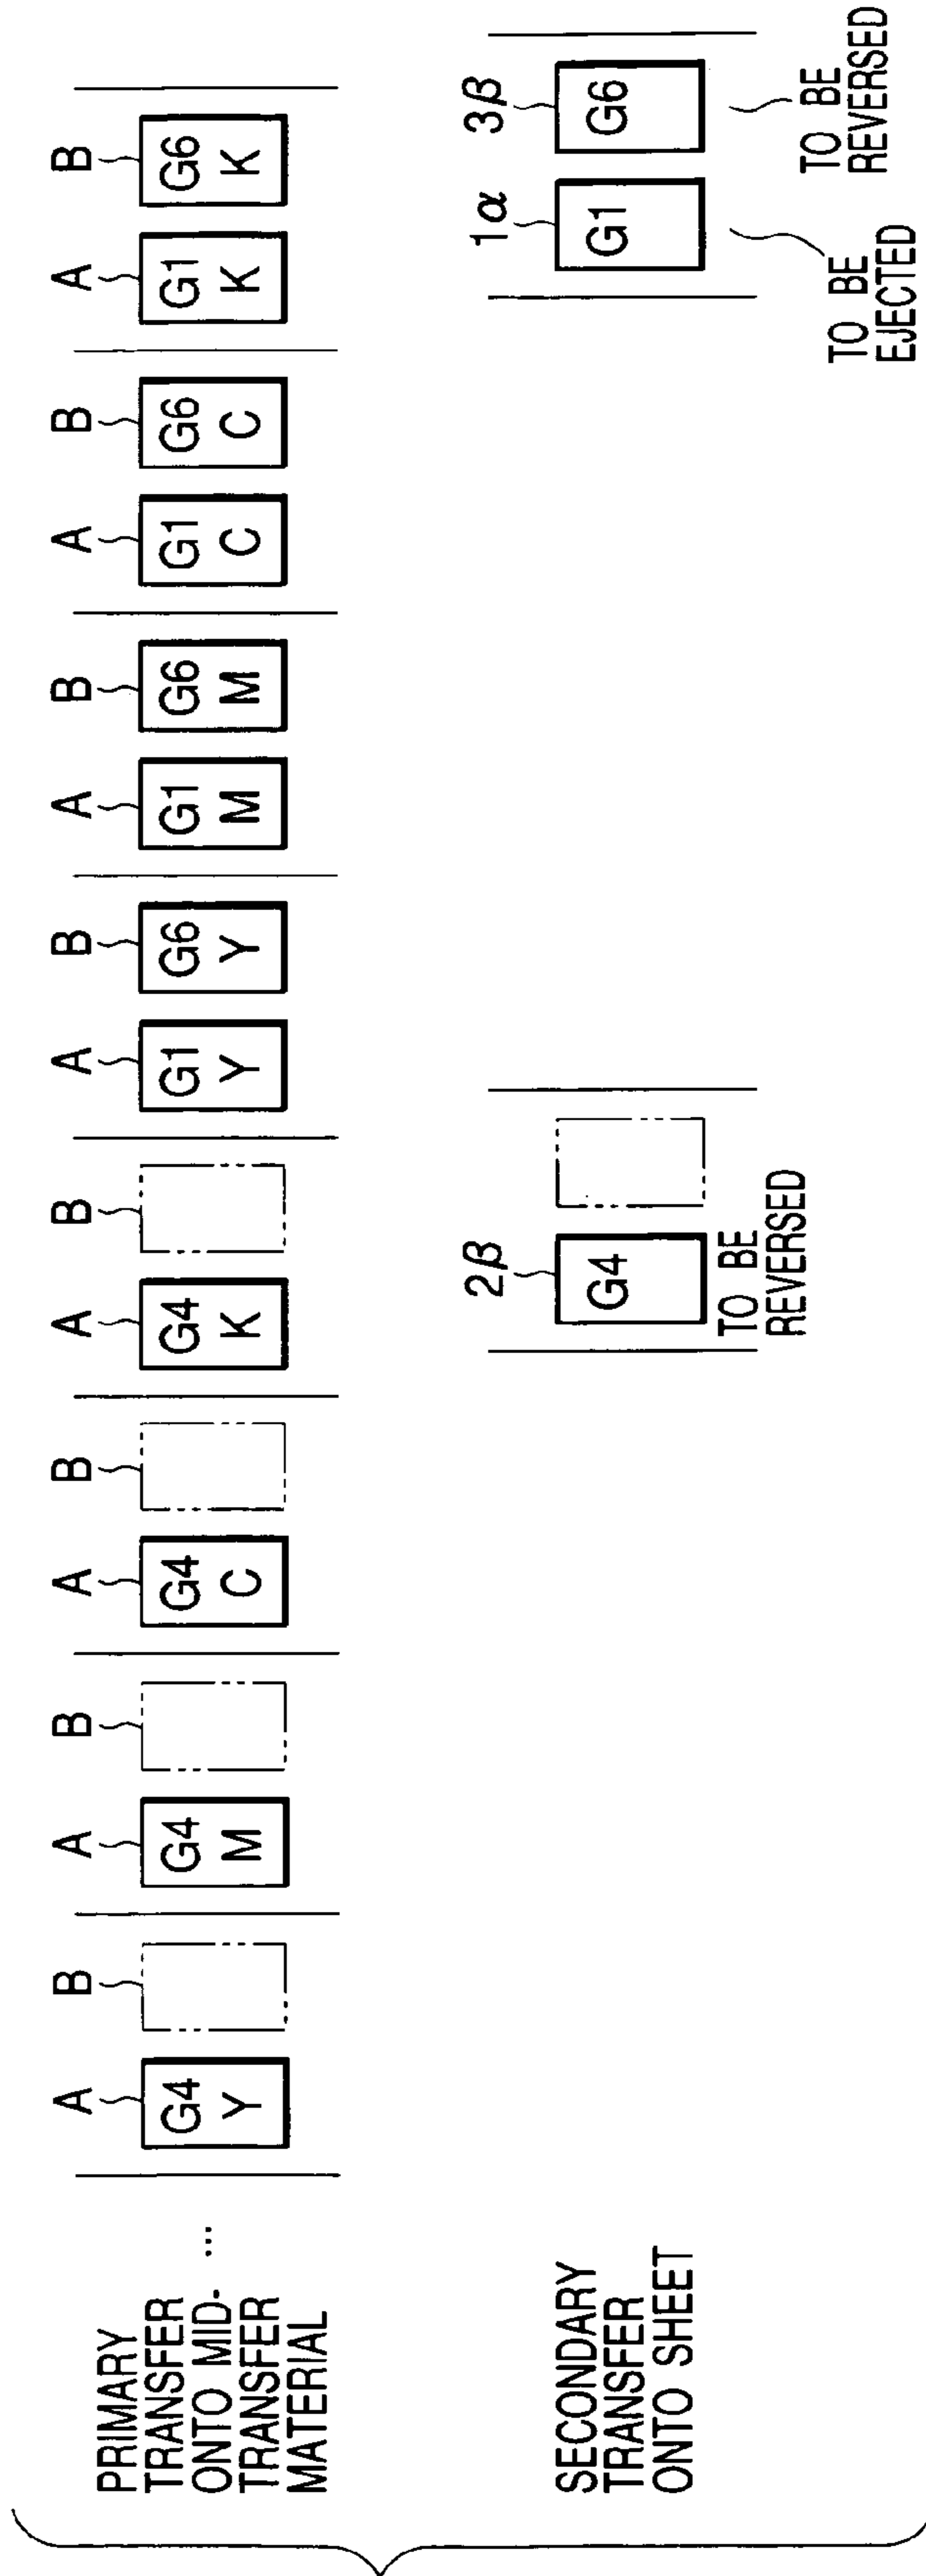 PRIMARY
TRANSFER
ONTO MID- ...
TRANSFER
MATERIAL
A B A B A B A B A B A B A B A B
G4 G4 G4 G4 G1 G6 G1 G6 G1 G6 G1 G6
Y M C K Y Y M M C C K K
SECONDARY
TRANSFER
ONTO SHEET
2β 1α 3β
G4 G1 G6
TO BE
REVERSED
TO BE
EJECTED
TO BE
REVERSED